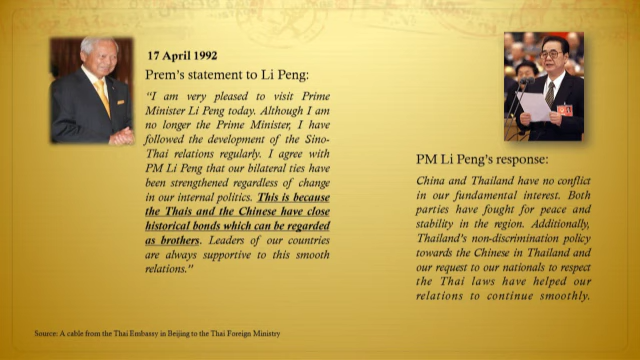 17 April 1992
Prem's statement to Li Peng:
“I am very pleased to visit Prime
Minister Li Peng today. Although I am
no longer the Prime Minister, I have
followed the development of the Sino-
Thai relations regularly. I agree with
PM Li Peng that our bilateral ties have
been strengthened regardless of change
in our internal politics. This is because
the Thais and the Chinese have close
historical bonds which can be regarded
as brothers. Leaders of our countries
are always supportive to this smooth
relations.”
PM Li Peng's response:
China and Thailand have no conflict
in our fundamental interest. Both
parties have fought for peace and
stability in the region. Additionally,
Thailand's non-discrimination policy
towards the Chinese in Thailand and
our request to our nationals to respect
the Thai laws have helped our
relations to continue smoothly.
Source: A cable from the Thai Embassy in Beijing to the Thai Foreign Ministry